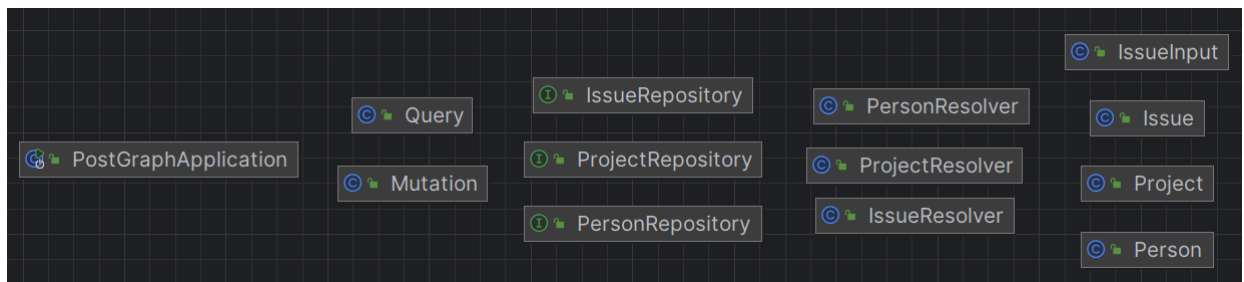 PostGraphApplication
Query
Mutation
IssueRepository
ProjectRepository
PersonRepository
PersonResolver
ProjectResolver
IssueResolver
IssueInput
Issue
Project
Person